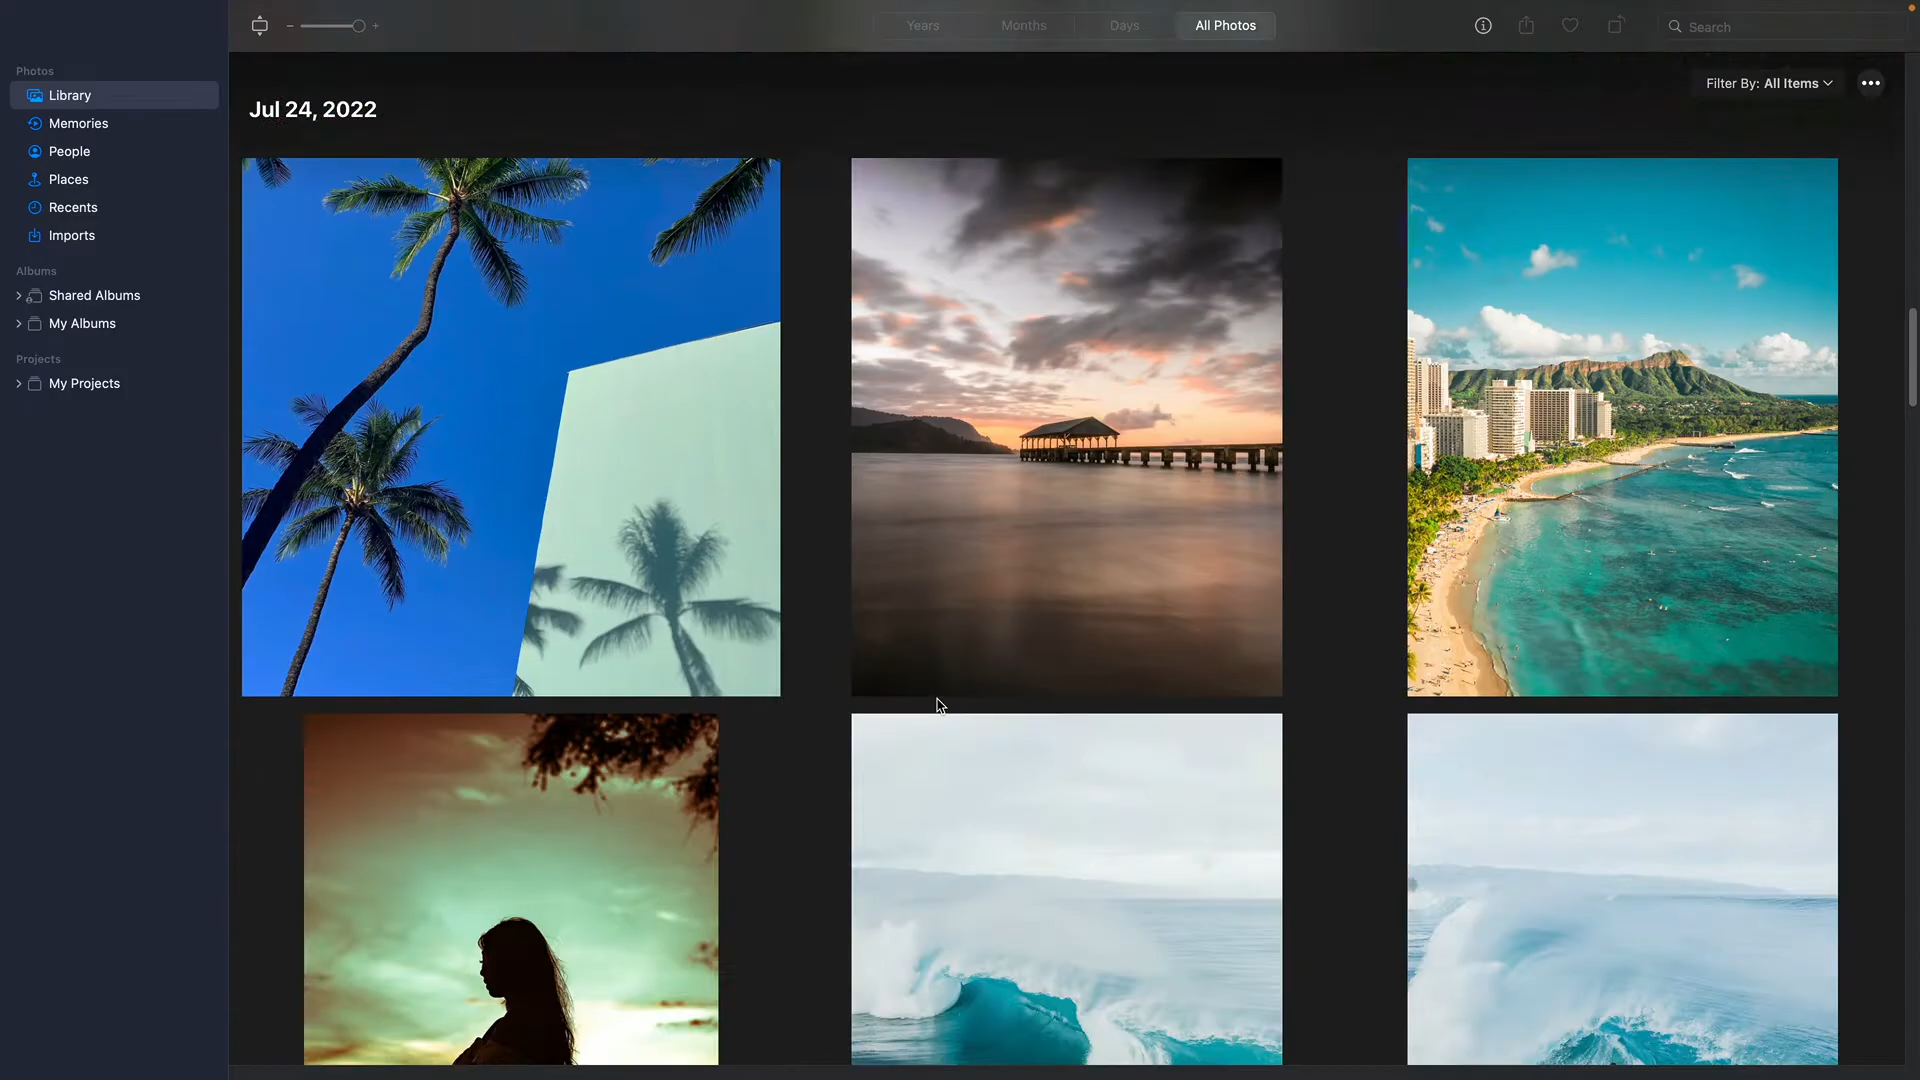 Years
Months
Days
All Photos
Search
Photos
Library
Memories
People
Places
Recents
Imports
Albums
Shared Albums
My Albums
Projects
My Projects
Filter By: All Items
Jul 24, 2022